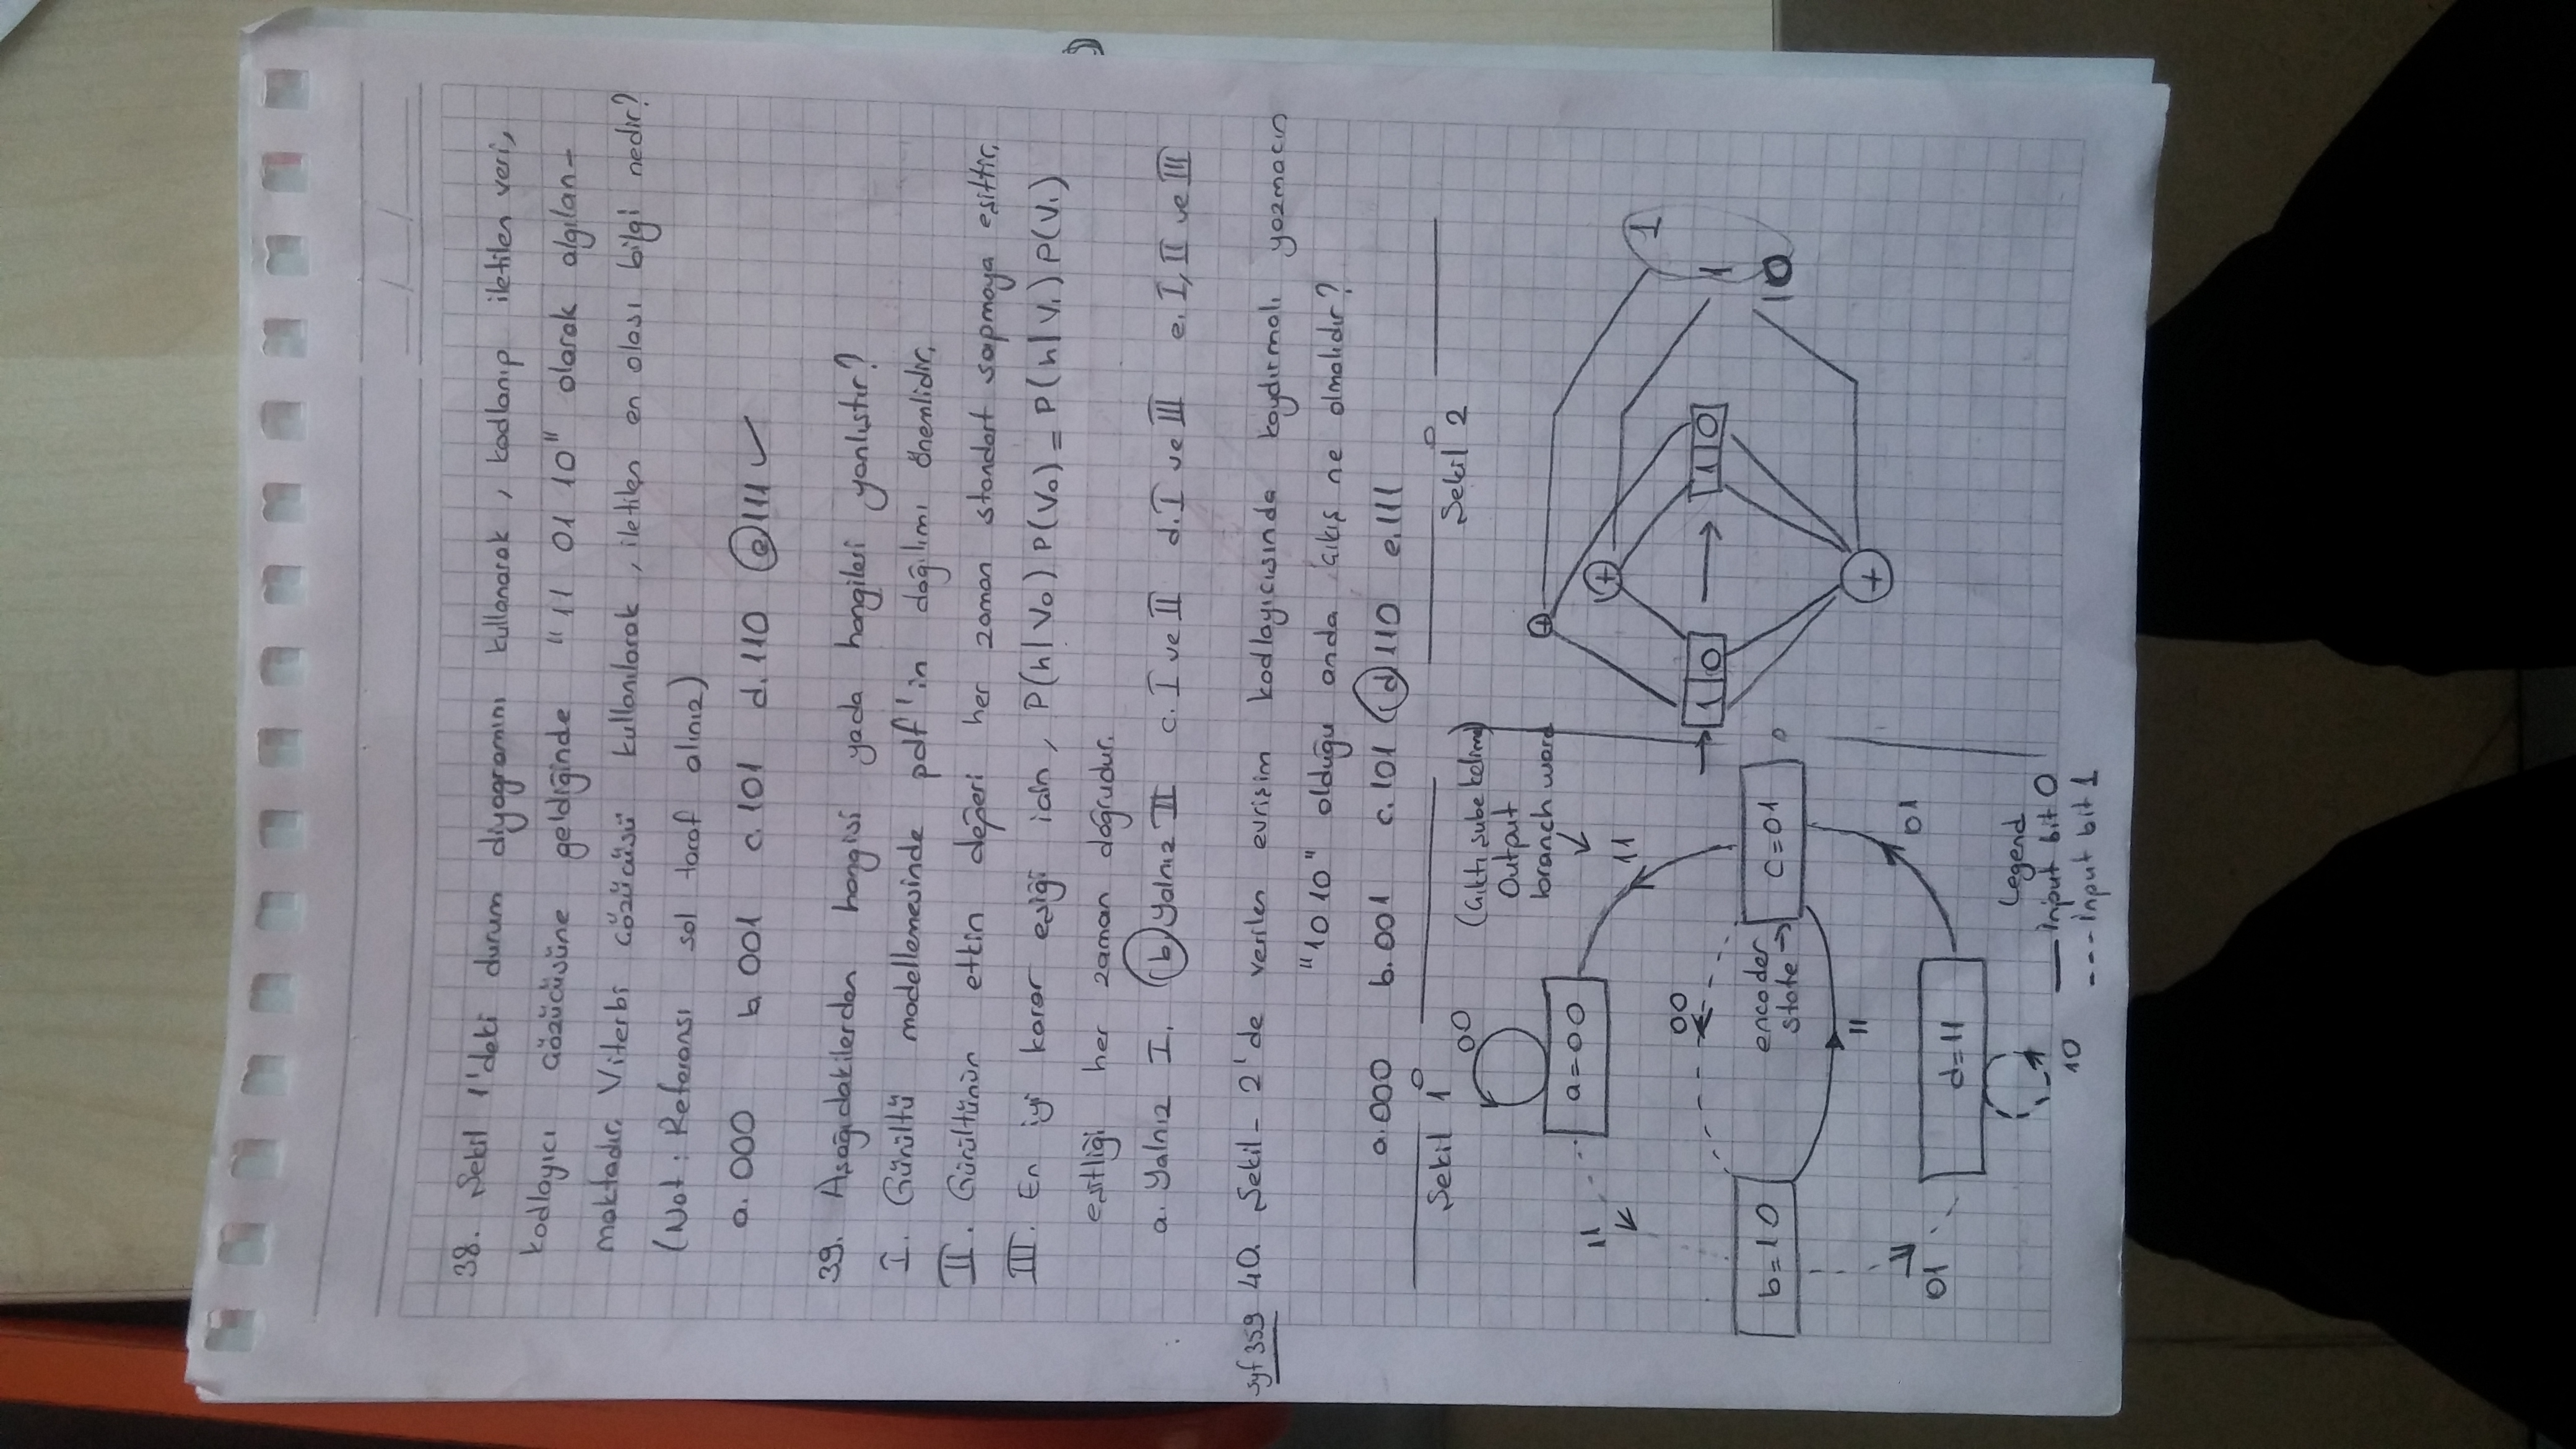 38. Şekil 1'deki durum diyagramını kullanarak, kodlanıp iletilen veri,
kodlayıcı çözücüsüne geldiğinde "11 01 10" olarak algılan-
maktadır. Viterbi çözücüsü kullanılarak, iletilen en olası bilgi nedir?
(Not: Referansı sol taraf alınız)
a. 000 b. 001 c. 101 d. 110 e. 111 ✓
39. Aşağıdakilerden hangisi yada hangileri yanlıştır?
I. Gürültü modellemesinde pdf'in dağılımı önemlidir.
II. Gürültünün etkin değeri her zaman standart sapmaya eşittir.
III. En iyi karar eşiği için, P(h|V₀) P(V₀) = P(h|V₁) P(V₁)
eşitliği her zaman doğrudur.
a. Yalnız I. b. Yalnız II c. I ve II d. I ve III e. I, II ve III
syf 359 40. Şekil-2'de verilen evrişim kodlayıcısında kaydırmalı yazmacın
"1010" olduğu anda çıkış ne olmalıdır?
a. 000 b. 001 c. 101 d. 110 e. 111
Şekil 1
Şekil 2
00
(Çıktı şube kelime)
Output
branch word
a=00
11
11
+
+
1
00
1 0
1 0
1
b=10
encoder
state →
c=01
10
11
+
01
01
d=11
Legend
Input bit 0
10
Input bit 1